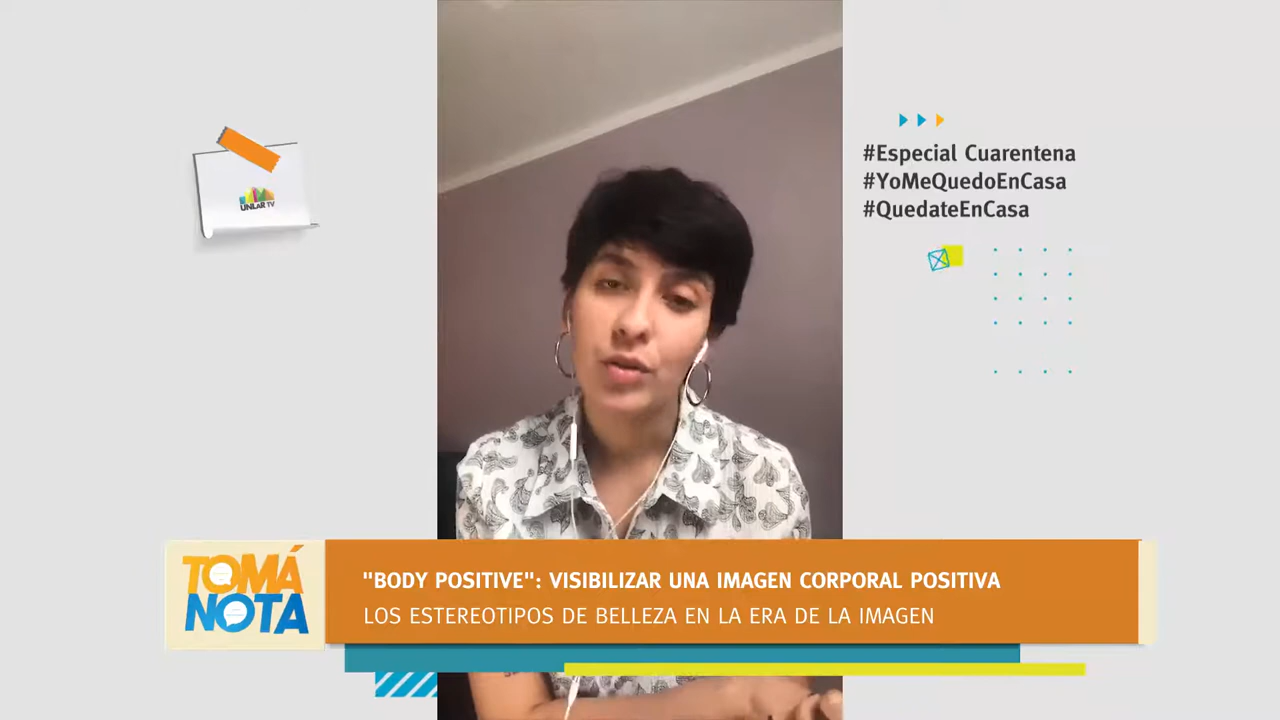 UNLAR TV
#Especial Cuarentena
#YoMeQuedoEnCasa
#QuedateEnCasa
TOMÁ
NOTA
"BODY POSITIVE": VISIBILIZAR UNA IMAGEN CORPORAL POSITIVA
LOS ESTEREOTIPOS DE BELLEZA EN LA ERA DE LA IMAGEN